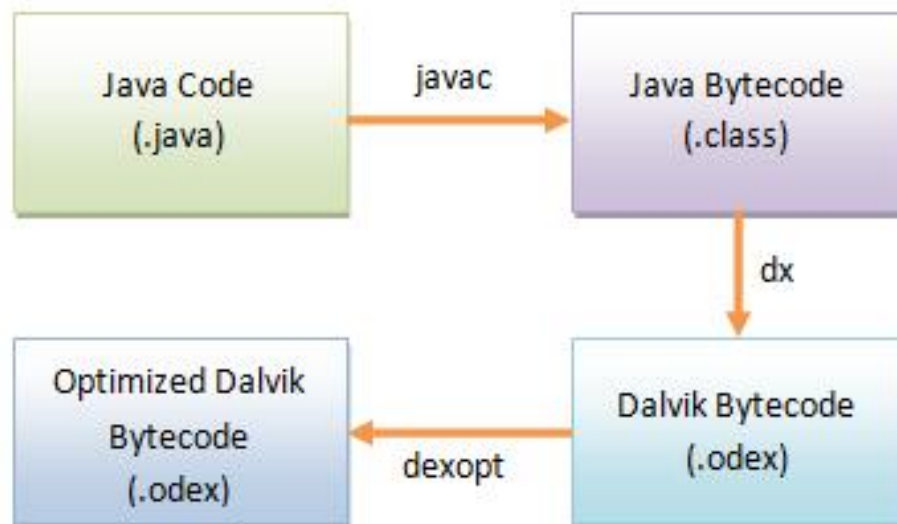 Java Code
(.java)
javac
Java Bytecode
(.class)
dx
Dalvik Bytecode
(.odex)
dexopt
Optimized Dalvik
Bytecode
(.odex)